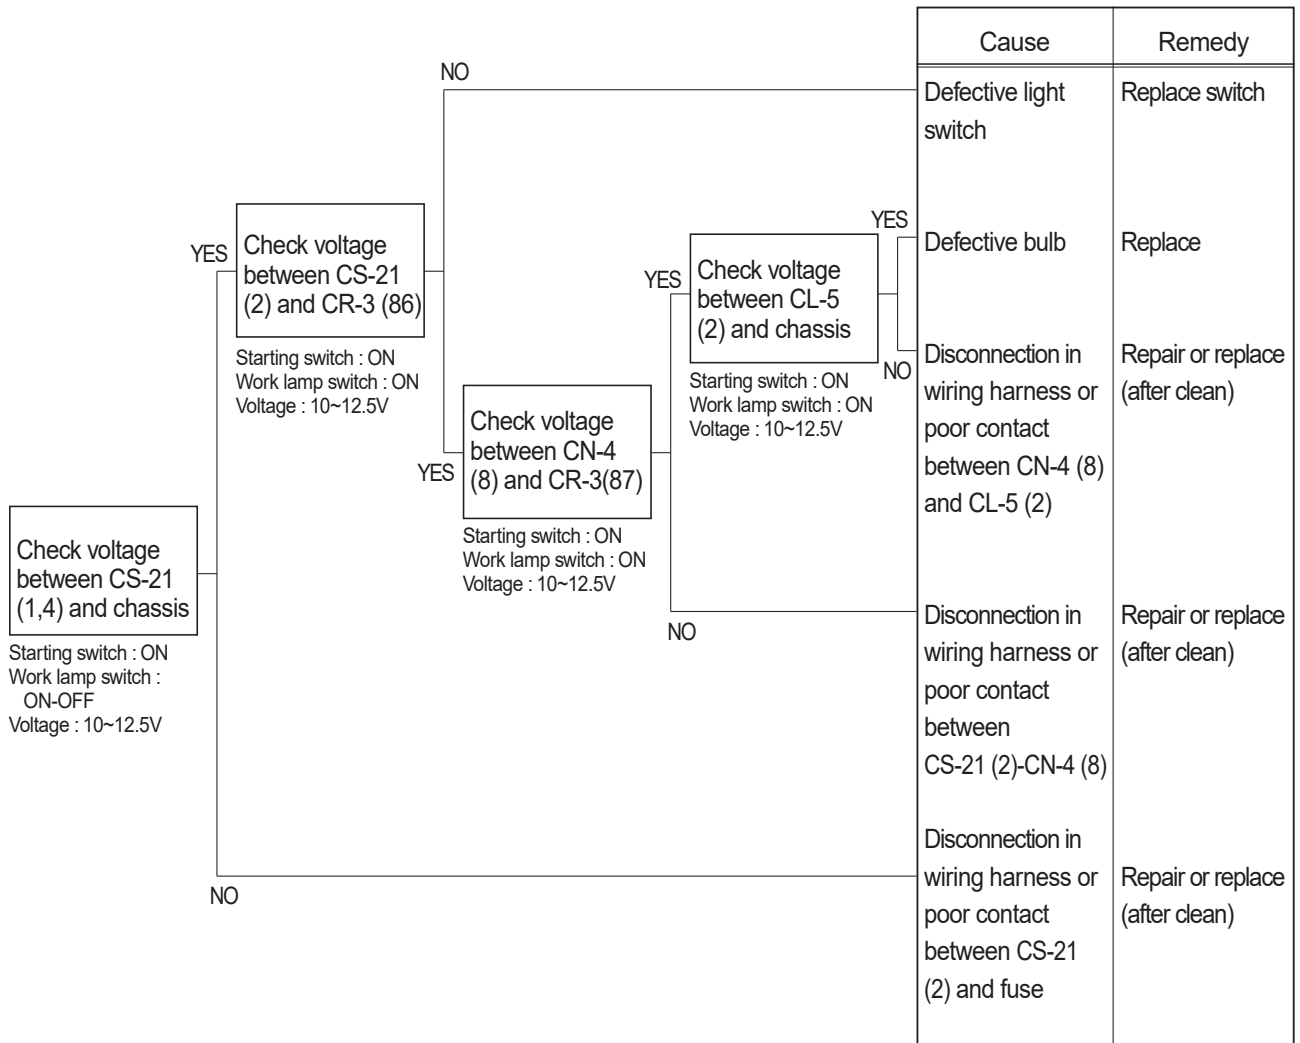 Cause Remedy
NO
Defective light
switch
Replace switch
YES
Check voltage
between CS-21
(2) and CR-3 (86)
Starting switch : ON
Work lamp switch : ON
Voltage : 10~12.5V
YES
Check voltage
between CL-5
(2) and chassis
Starting switch : ON
Work lamp switch : ON
Voltage : 10~12.5V
YES
Defective bulb
Replace
NO
Disconnection in
wiring harness or
poor contact
between CN-4 (8)
and CL-5 (2)
Repair or replace
(after clean)
YES
Check voltage
between CN-4
(8) and CR-3(87)
Starting switch : ON
Work lamp switch : ON
Voltage : 10~12.5V
Check voltage
between CS-21
(1,4) and chassis
Starting switch : ON
Work lamp switch :
ON-OFF
Voltage : 10~12.5V
NO
Disconnection in
wiring harness or
poor contact
between
CS-21 (2)-CN-4 (8)
Repair or replace
(after clean)
NO
Disconnection in
wiring harness or
poor contact
between CS-21
(2) and fuse
Repair or replace
(after clean)